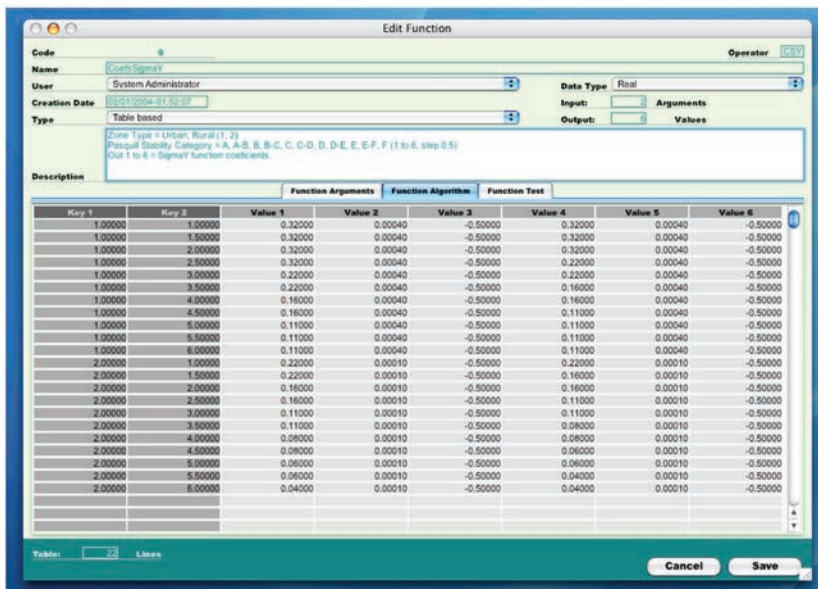 Edit Function
Code 9 Operator CSY
Name CoefsSigmaY
User System Administrator Data Type Real
Creation Date 02/01/2004-01:52:07 Input: 2 Arguments
Type Table based Output: 6 Values
Zone Type = Urban, Rural (1, 2)
Pasquill Stability Category = A, A-B, B, B-C, C, C-D, D, D-E, E, E-F, F (1 to 6, step 0.5)
Out 1 to 6 = SigmaY function coeficients.
Description
Function Arguments Function Algorithm Function Test
Key 1 Key 2 Value 1 Value 2 Value 3 Value 4 Value 5 Value 6
1.00000 1.00000 0.32000 0.00040 -0.50000 0.32000 0.00040 -0.50000
1.00000 1.50000 0.32000 0.00040 -0.50000 0.32000 0.00040 -0.50000
1.00000 2.00000 0.32000 0.00040 -0.50000 0.32000 0.00040 -0.50000
1.00000 2.50000 0.32000 0.00040 -0.50000 0.22000 0.00040 -0.50000
1.00000 3.00000 0.22000 0.00040 -0.50000 0.22000 0.00040 -0.50000
1.00000 3.50000 0.22000 0.00040 -0.50000 0.16000 0.00040 -0.50000
1.00000 4.00000 0.16000 0.00040 -0.50000 0.16000 0.00040 -0.50000
1.00000 4.50000 0.16000 0.00040 -0.50000 0.11000 0.00040 -0.50000
1.00000 5.00000 0.11000 0.00040 -0.50000 0.11000 0.00040 -0.50000
1.00000 5.50000 0.11000 0.00040 -0.50000 0.11000 0.00040 -0.50000
1.00000 6.00000 0.11000 0.00040 -0.50000 0.11000 0.00040 -0.50000
2.00000 1.00000 0.22000 0.00010 -0.50000 0.22000 0.00010 -0.50000
2.00000 1.50000 0.22000 0.00010 -0.50000 0.16000 0.00010 -0.50000
2.00000 2.00000 0.16000 0.00010 -0.50000 0.16000 0.00010 -0.50000
2.00000 2.50000 0.16000 0.00010 -0.50000 0.11000 0.00010 -0.50000
2.00000 3.00000 0.11000 0.00010 -0.50000 0.11000 0.00010 -0.50000
2.00000 3.50000 0.11000 0.00010 -0.50000 0.08000 0.00010 -0.50000
2.00000 4.00000 0.08000 0.00010 -0.50000 0.08000 0.00010 -0.50000
2.00000 4.50000 0.08000 0.00010 -0.50000 0.06000 0.00010 -0.50000
2.00000 5.00000 0.06000 0.00010 -0.50000 0.06000 0.00010 -0.50000
2.00000 5.50000 0.06000 0.00010 -0.50000 0.04000 0.00010 -0.50000
2.00000 6.00000 0.04000 0.00010 -0.50000 0.04000 0.00010 -0.50000
Table: 22 Lines
Cancel Save